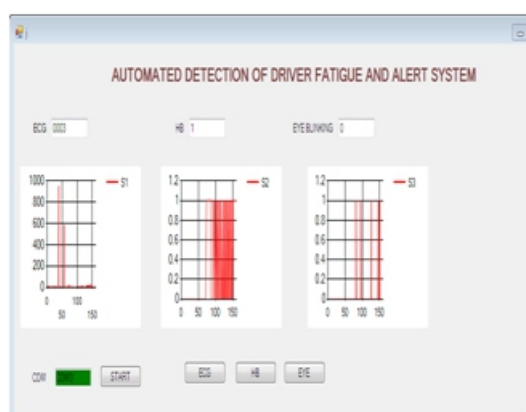 AUTOMATED DETECTION OF DRIVER FATIGUE AND ALERT SYSTEM
ECG 0003 HB 1 EYE BLINKING 0
1000 800 600 400 200 0
0 50 100 150
S1
1.2 1 0.8 0.6 0.4 0.2 0
0 50 100 150
S2
1.2 1 0.8 0.6 0.4 0.2 0
0 50 100 150
S3
COM START ECG HB EYE